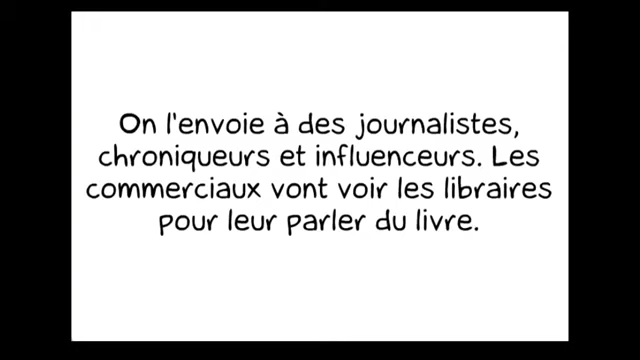 On l'envoie à des journalistes,
chroniqueurs et influenceurs. Les
commerciaux vont voir les libraires
pour leur parler du livre.